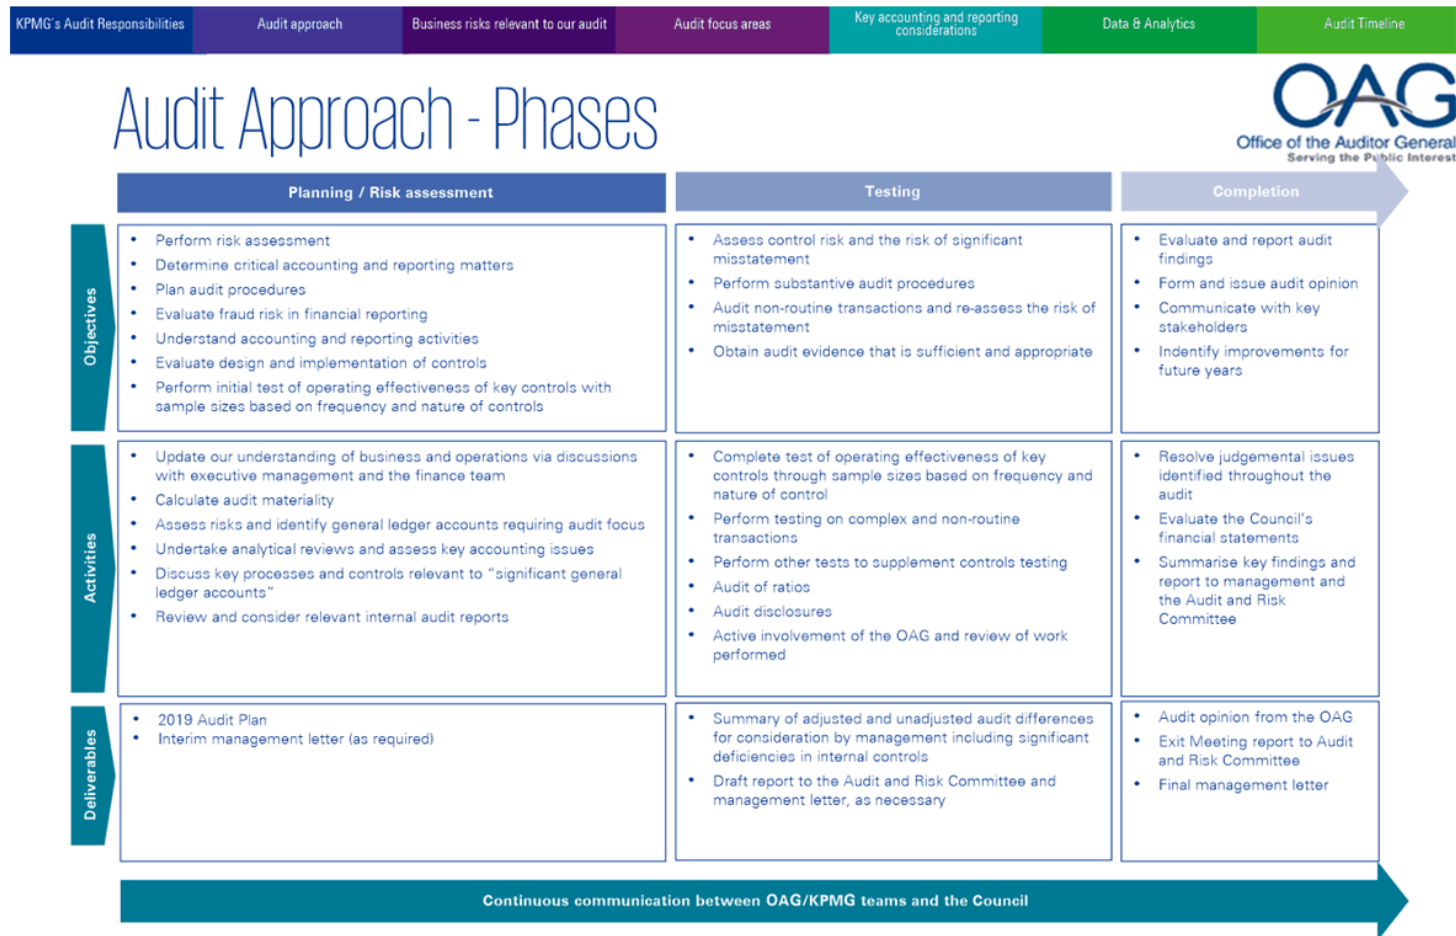 KPMG's Audit Responsibilities
Audit approach
Business risks relevant to our audit
Audit focus areas
Key accounting and reporting
considerations
Data & Analytics
Audit Timeline
Audit Approach - Phases
OAG
Office of the Auditor General
Serving the Public Interest
Planning / Risk assessment
Testing
Completion
Objectives
• Perform risk assessment
• Determine critical accounting and reporting matters
• Plan audit procedures
• Evaluate fraud risk in financial reporting
• Understand accounting and reporting activities
• Evaluate design and implementation of controls
• Perform initial test of operating effectiveness of key controls with
sample sizes based on frequency and nature of controls
• Assess control risk and the risk of significant
misstatement
• Perform substantive audit procedures
• Audit non-routine transactions and re-assess the risk of
misstatement
• Obtain audit evidence that is sufficient and appropriate
• Evaluate and report audit
findings
• Form and issue audit opinion
• Communicate with key
stakeholders
• Indentify improvements for
future years
Activities
• Update our understanding of business and operations via discussions
with executive management and the finance team
• Calculate audit materiality
• Assess risks and identify general ledger accounts requiring audit focus
• Undertake analytical reviews and assess key accounting issues
• Discuss key processes and controls relevant to "significant general
ledger accounts"
• Review and consider relevant internal audit reports
• Complete test of operating effectiveness of key
controls through sample sizes based on frequency and
nature of control
• Perform testing on complex and non-routine
transactions
• Perform other tests to supplement controls testing
• Audit of ratios
• Audit disclosures
• Active involvement of the OAG and review of work
performed
• Resolve judgemental issues
identified throughout the
audit
• Evaluate the Council's
financial statements
• Summarise key findings and
report to management and
the Audit and Risk
Committee
Deliverables
• 2019 Audit Plan
• Interim management letter (as required)
• Summary of adjusted and unadjusted audit differences
for consideration by management including significant
deficiencies in internal controls
• Draft report to the Audit and Risk Committee and
management letter, as necessary
• Audit opinion from the OAG
• Exit Meeting report to Audit
and Risk Committee
• Final management letter
Continuous communication between OAG/KPMG teams and the Council